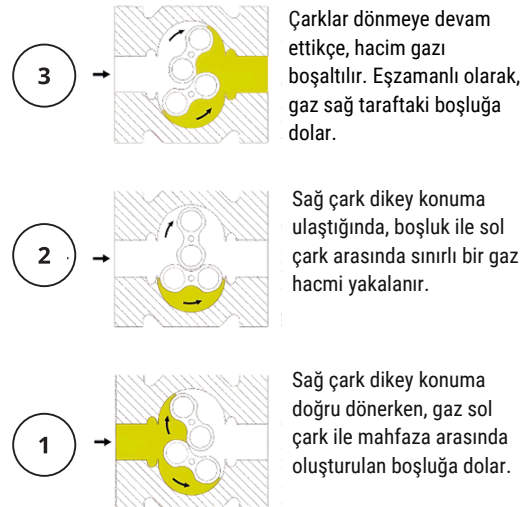 3
Çarklar dönmeye devam
ettikçe, hacim gazı
boşaltılır. Eşzamanlı olarak,
gaz sağ taraftaki boşluğa
dolar.
2
Sağ çark dikey konuma
ulaştığında, boşluk ile sol
çark arasında sınırlı bir gaz
hacmi yakalanır.
1
Sağ çark dikey konuma
doğru dönerken, gaz sol
çark ile mahfaza arasında
oluşturulan boşluğa dolar.